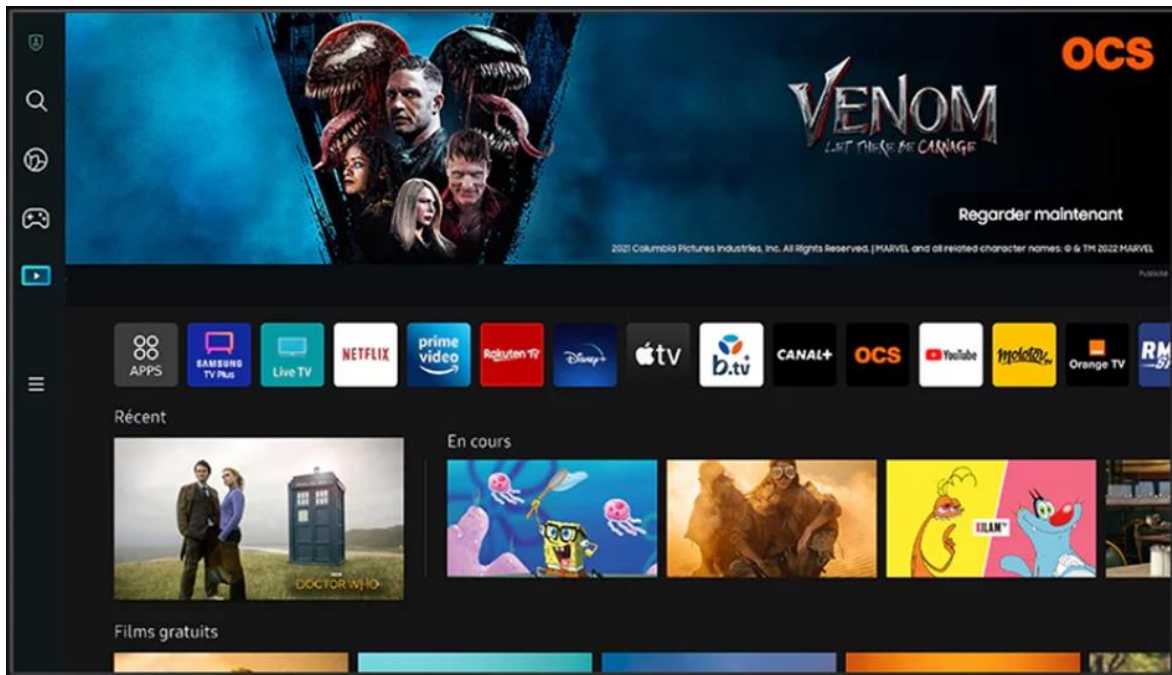 OCS
VENOM
LET THERE BE CARNAGE
Regarder maintenant
2021 Columbia Pictures Industries, Inc. All Rights Reserved. | MARVEL and all related character names: © & TM 2022 MARVEL
Publicité
APPS
SAMSUNG
TV Plus
Live TV
NETFLIX
prime
video
Rakuten TV
Disney+
tv
b.tv
CANAL+
OCS
YouTube
molotov.tv
Orange TV
RM
Récent
En cours
DOCTOR WHO
Films gratuits